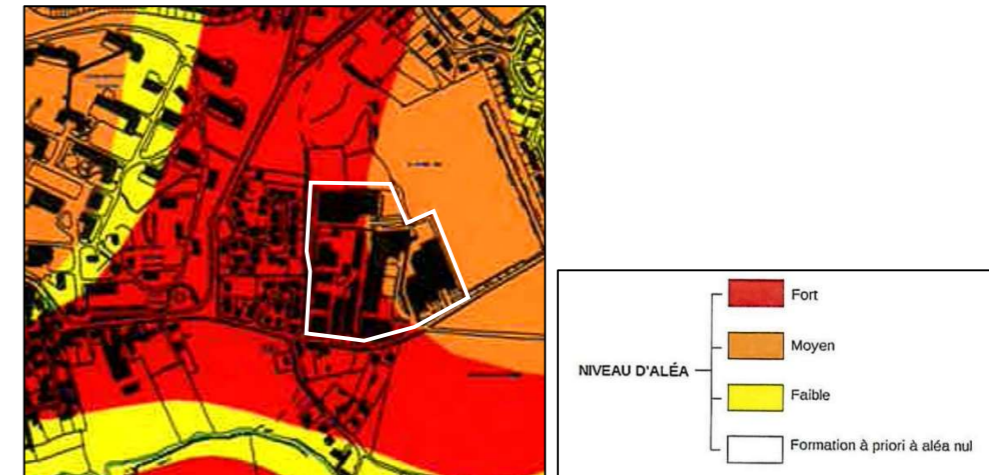 Fort
Moyen
NIVEAU D'ALÉA
Faible
Formation à priori à aléa nul